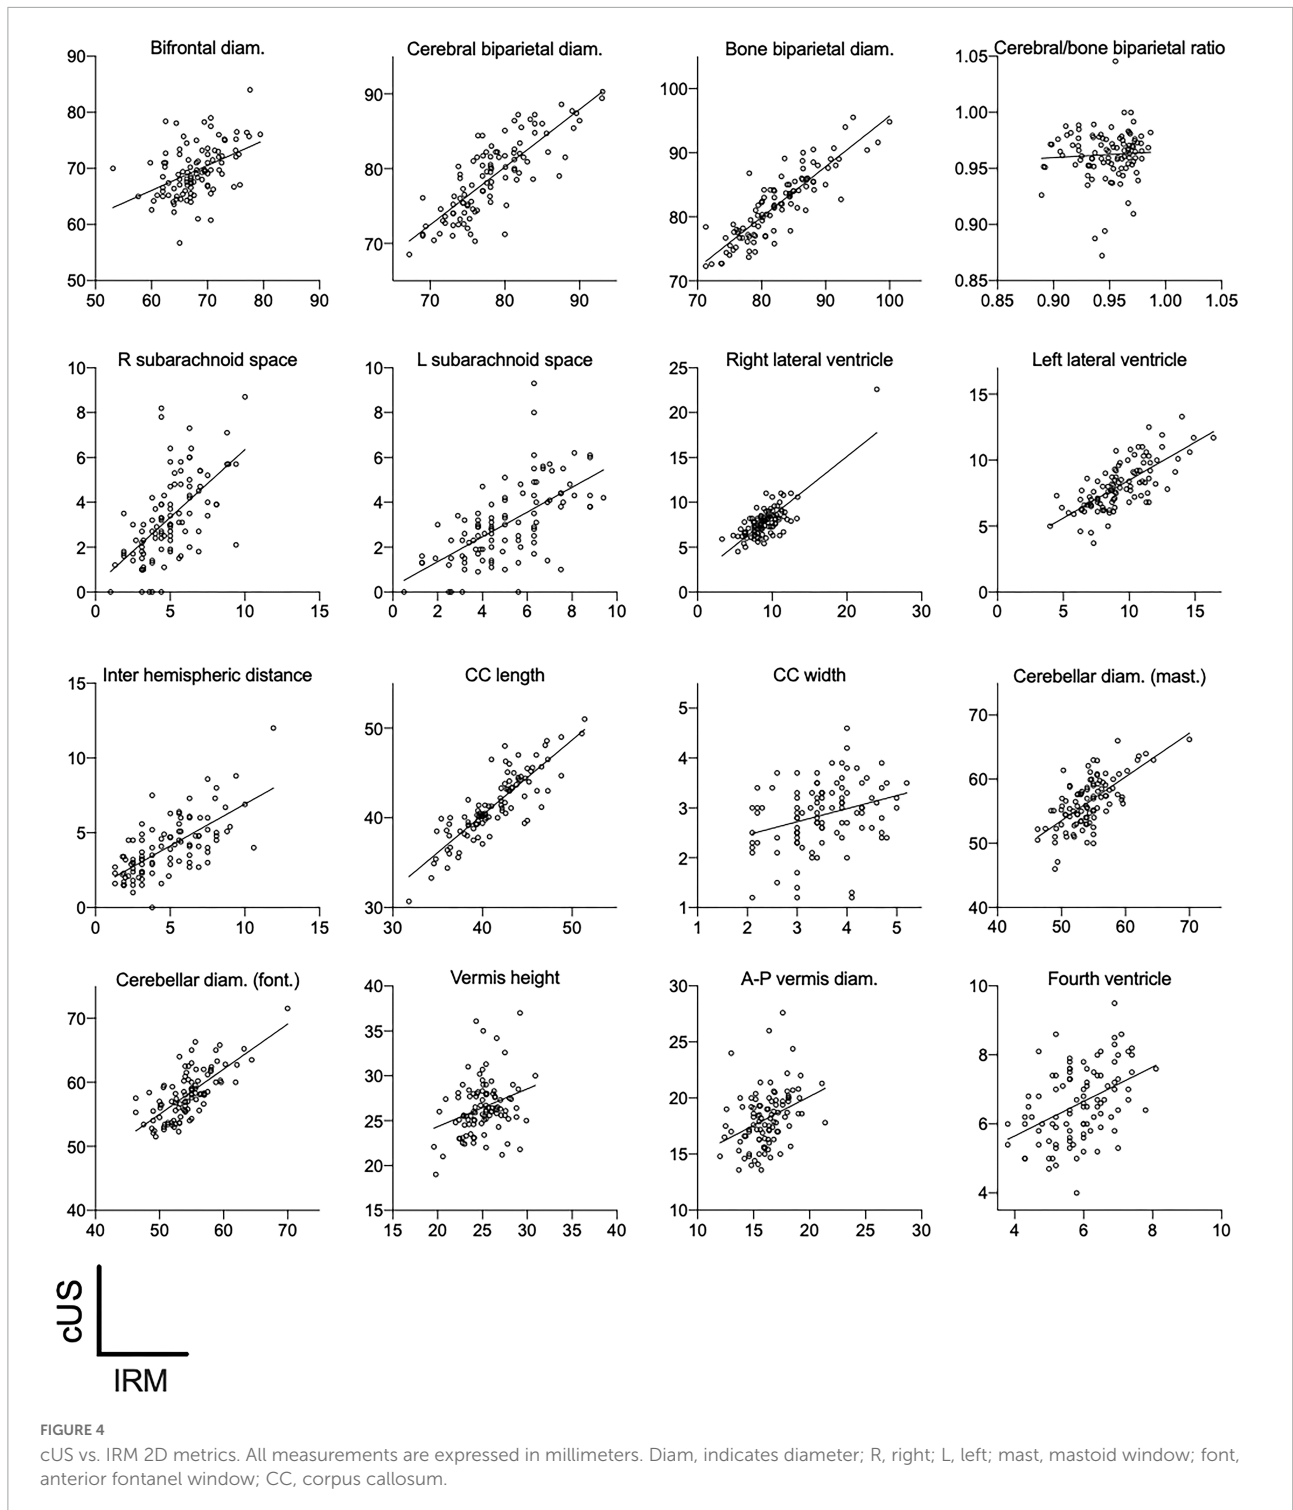 Bifrontal diam.
Cerebral biparietal diam.
Bone biparietal diam.
Cerebral/bone biparietal ratio
90
80
70
60
50
50 60 70 80 90
90
80
70
70 80 90
100
90
80
70
70 80 90 100
1.05
1.00
0.95
0.90
0.85
0.85 0.90 0.95 1.00 1.05
R subarachnoid space
L subarachnoid space
Right lateral ventricle
Left lateral ventricle
10
8
6
4
2
0
0 5 10 15
10
8
6
4
2
0
0 2 4 6 8 10
25
20
15
10
5
0
0 10 20 30
15
10
5
0
0 5 10 15
Inter hemispheric distance
CC length
CC width
Cerebellar diam. (mast.)
15
10
5
0
0 5 10 15
50
40
30
30 40 50
5
4
3
2
1
1 2 3 4 5
70
60
50
40
40 50 60 70
Cerebellar diam. (font.)
Vermis height
A-P vermis diam.
Fourth ventricle
70
60
50
40
40 50 60 70
40
35
30
25
20
15
15 20 25 30 35 40
30
25
20
15
10
10 15 20 25 30
10
8
6
4
4 6 8 10
cUS
IRM
FIGURE 4
cUS vs. IRM 2D metrics. All measurements are expressed in millimeters. Diam, indicates diameter; R, right; L, left; mast, mastoid window; font,
anterior fontanel window; CC, corpus callosum.